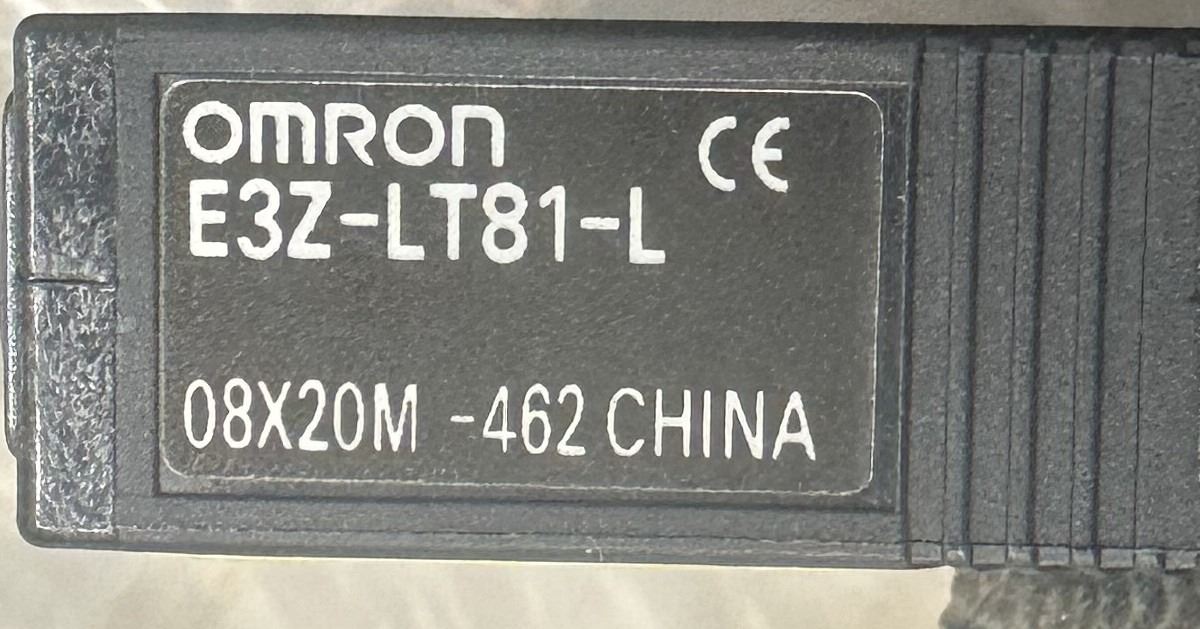 OMRON
CE
E3Z-LT81-L
08X20M -462 CHINA